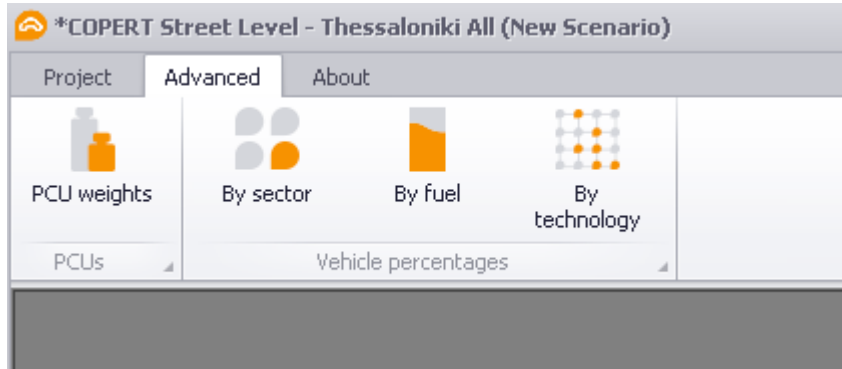 *COPERT Street Level - Thessaloniki All (New Scenario)
Project Advanced About
PCU weights By sector By fuel By
technology
PCUs Vehicle percentages